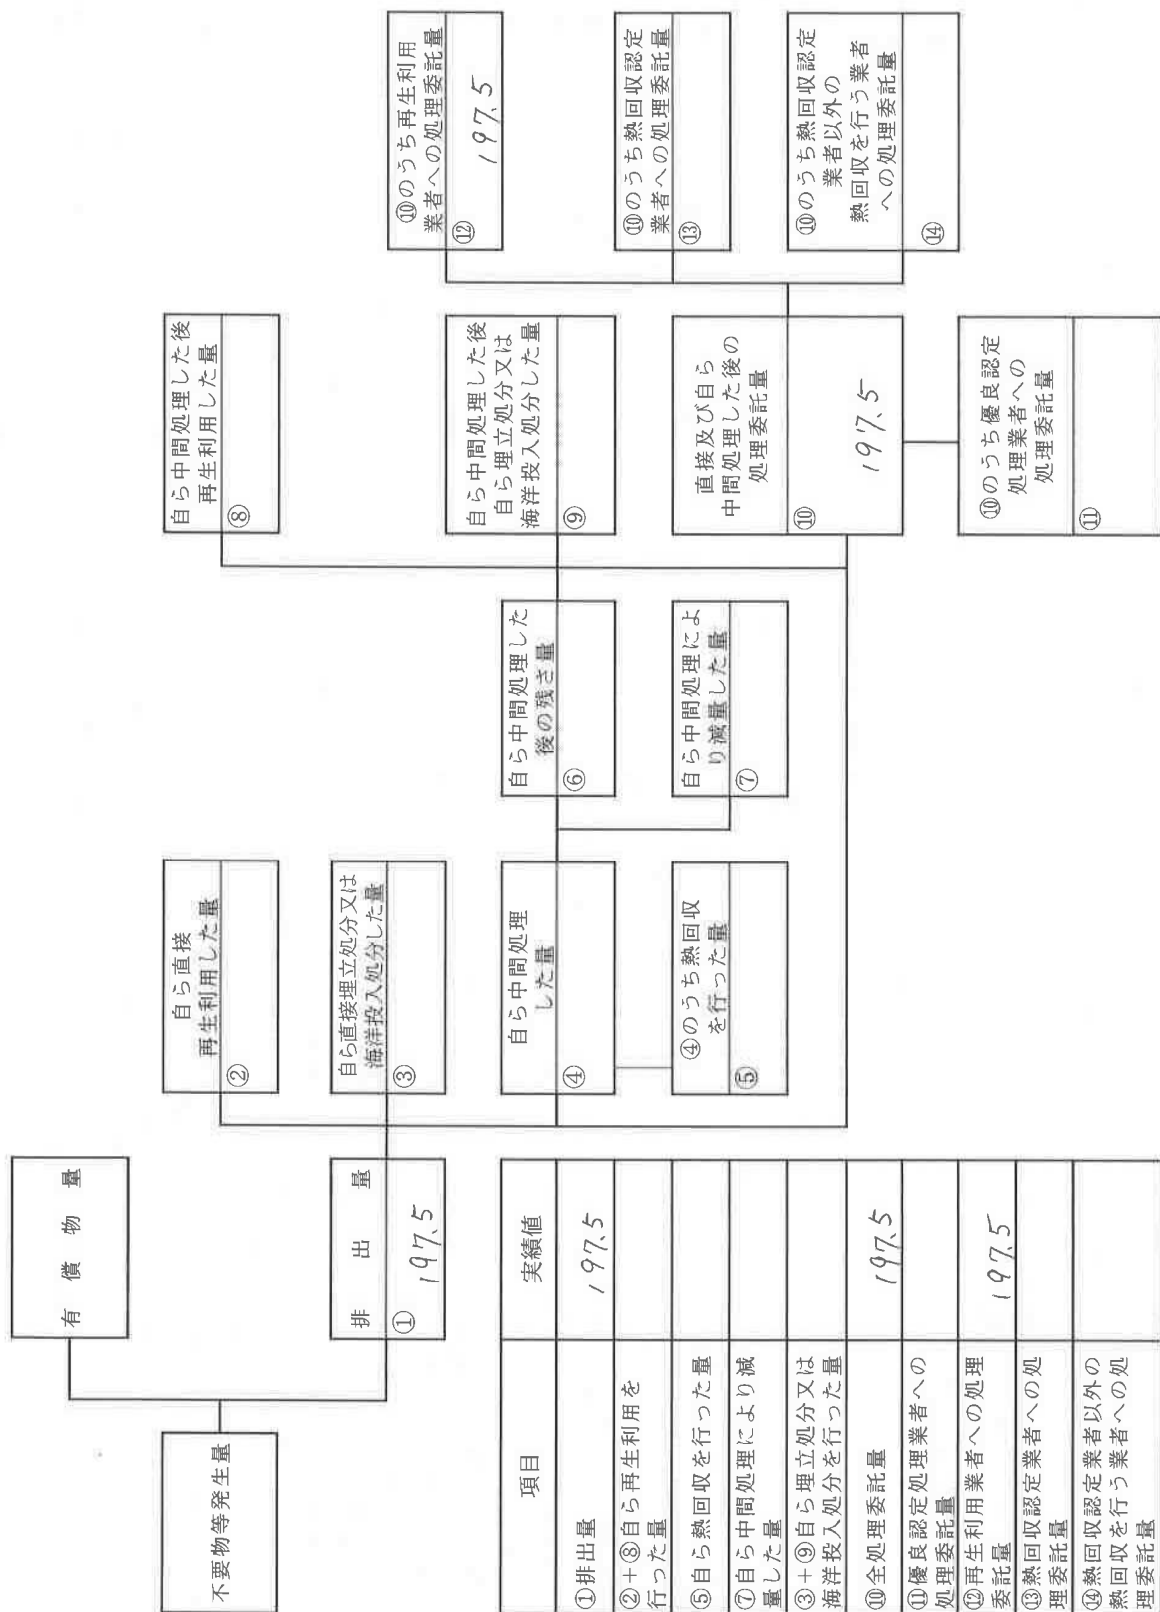 不要物等発生量
有償物量
排出量
①
197.5
自ら直接
再生利用した量
②
自ら直接埋立処分又は
海洋投入処分した量
③
自ら中間処理
した量
④
④のうち熱回収
を行った量
⑤
自ら中間処理した
後の残さ量
⑥
自ら中間処理によ
り減量した量
⑦
自ら中間処理した後
再生利用した量
⑧
自ら中間処理した後
自ら埋立処分又は
海洋投入処分した量
⑨
直接及び自ら
中間処理した後の
処理委託量
⑩
197.5
⑩のうち優良認定
処理業者への
処理委託量
⑪
⑩のうち再生利用
業者への処理委託量
⑫
197.5
⑩のうち熱回収認定
業者への処理委託量
⑬
⑩のうち熱回収認定
業者以外の
熱回収を行う業者
への処理委託量
⑭
項目
実績値
①排出量
197.5
②+⑧自ら再生利用を
行った量
⑤自ら熱回収を行った量
⑦自ら中間処理により減
量した量
③+⑨自ら埋立処分又は
海洋投入処分を行った量
⑩全処理委託量
197.5
⑪優良認定処理業者への
処理委託量
⑫再生利用業者への処理
委託量
197.5
⑬熱回収認定業者への処
理委託量
⑭熱回収認定業者以外の
熱回収を行う業者への処
理委託量